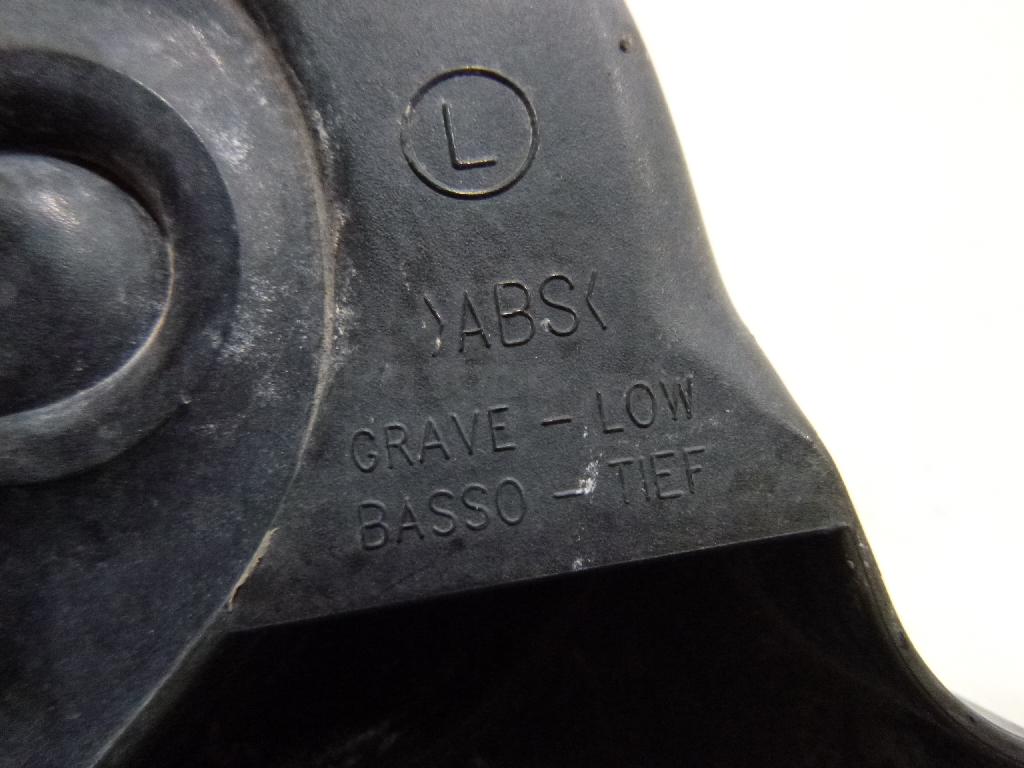 L
>ABS<
GRAVE - LOW
BASSO - TIEF